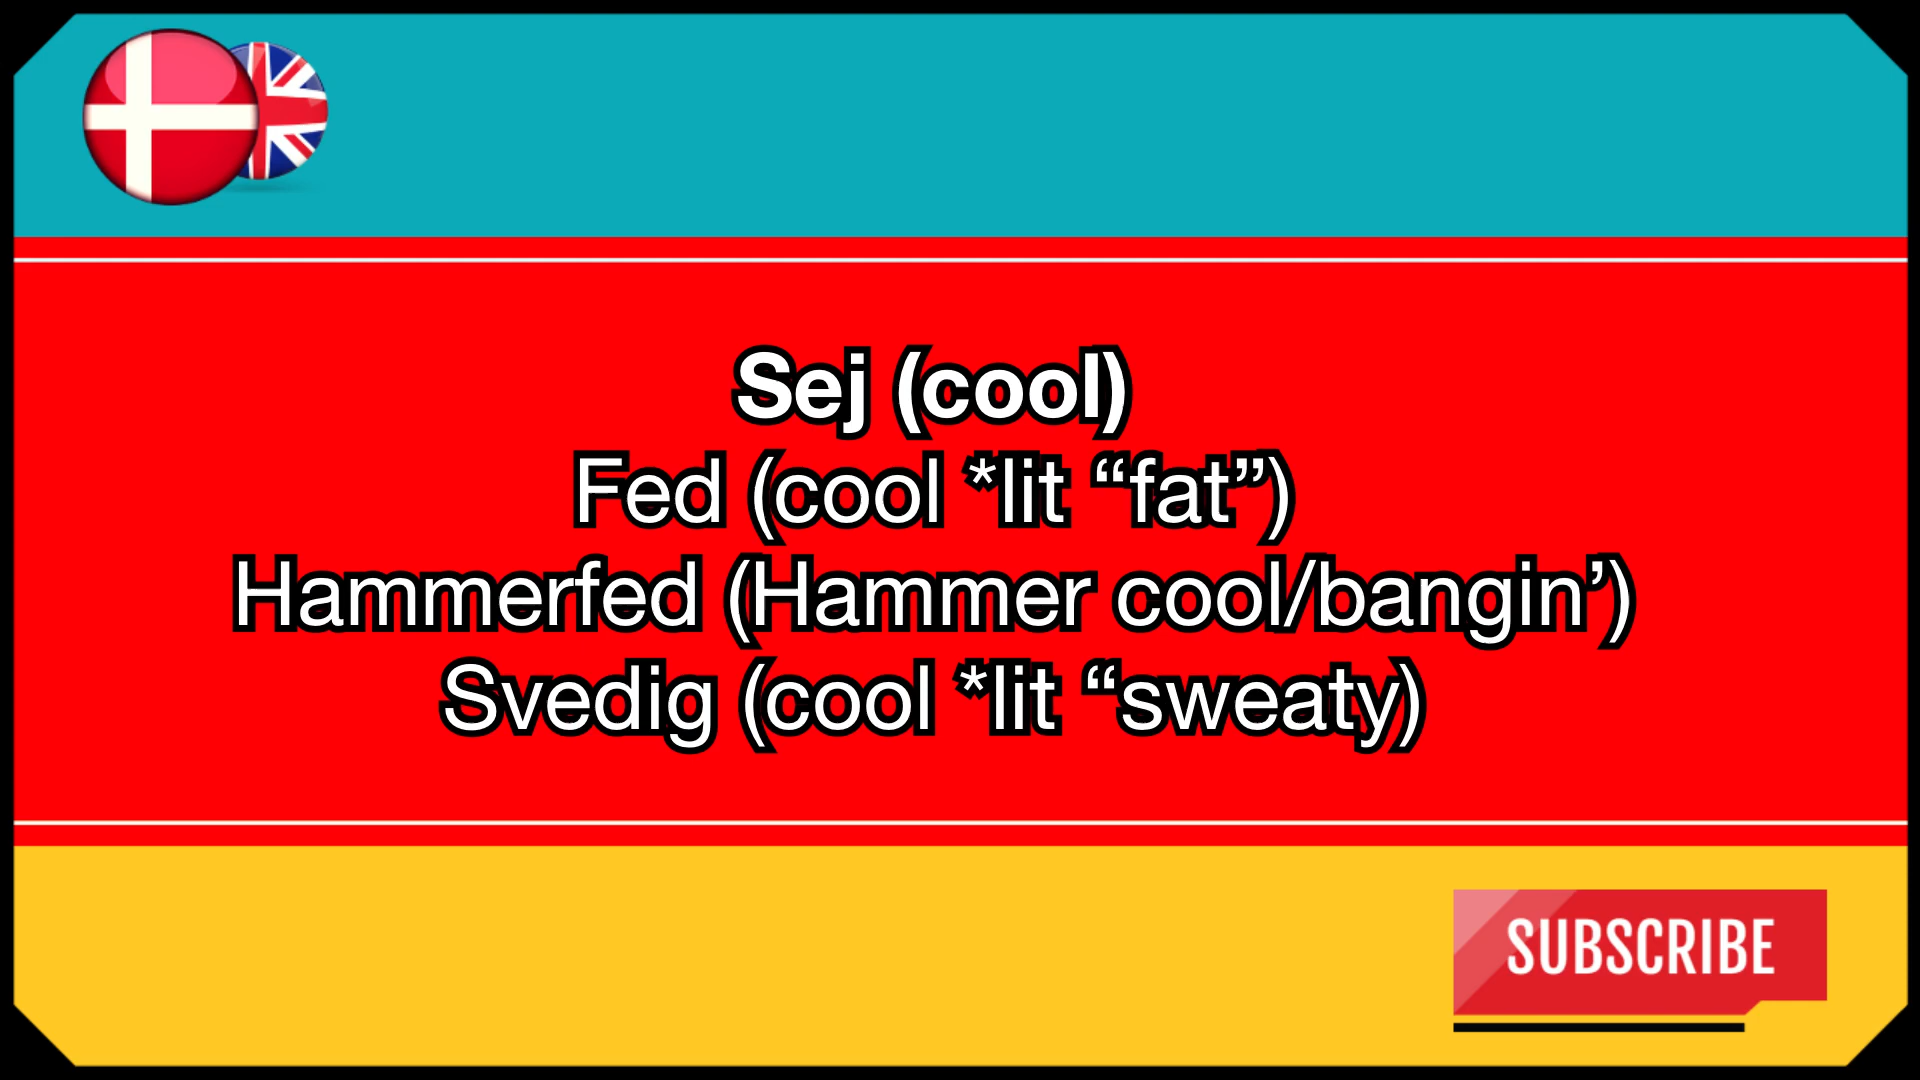 Sej (cool)
Fed (cool *lit “fat”)
Hammerfed (Hammer cool/bangin’)
Svedig (cool *lit “sweaty)
SUBSCRIBE